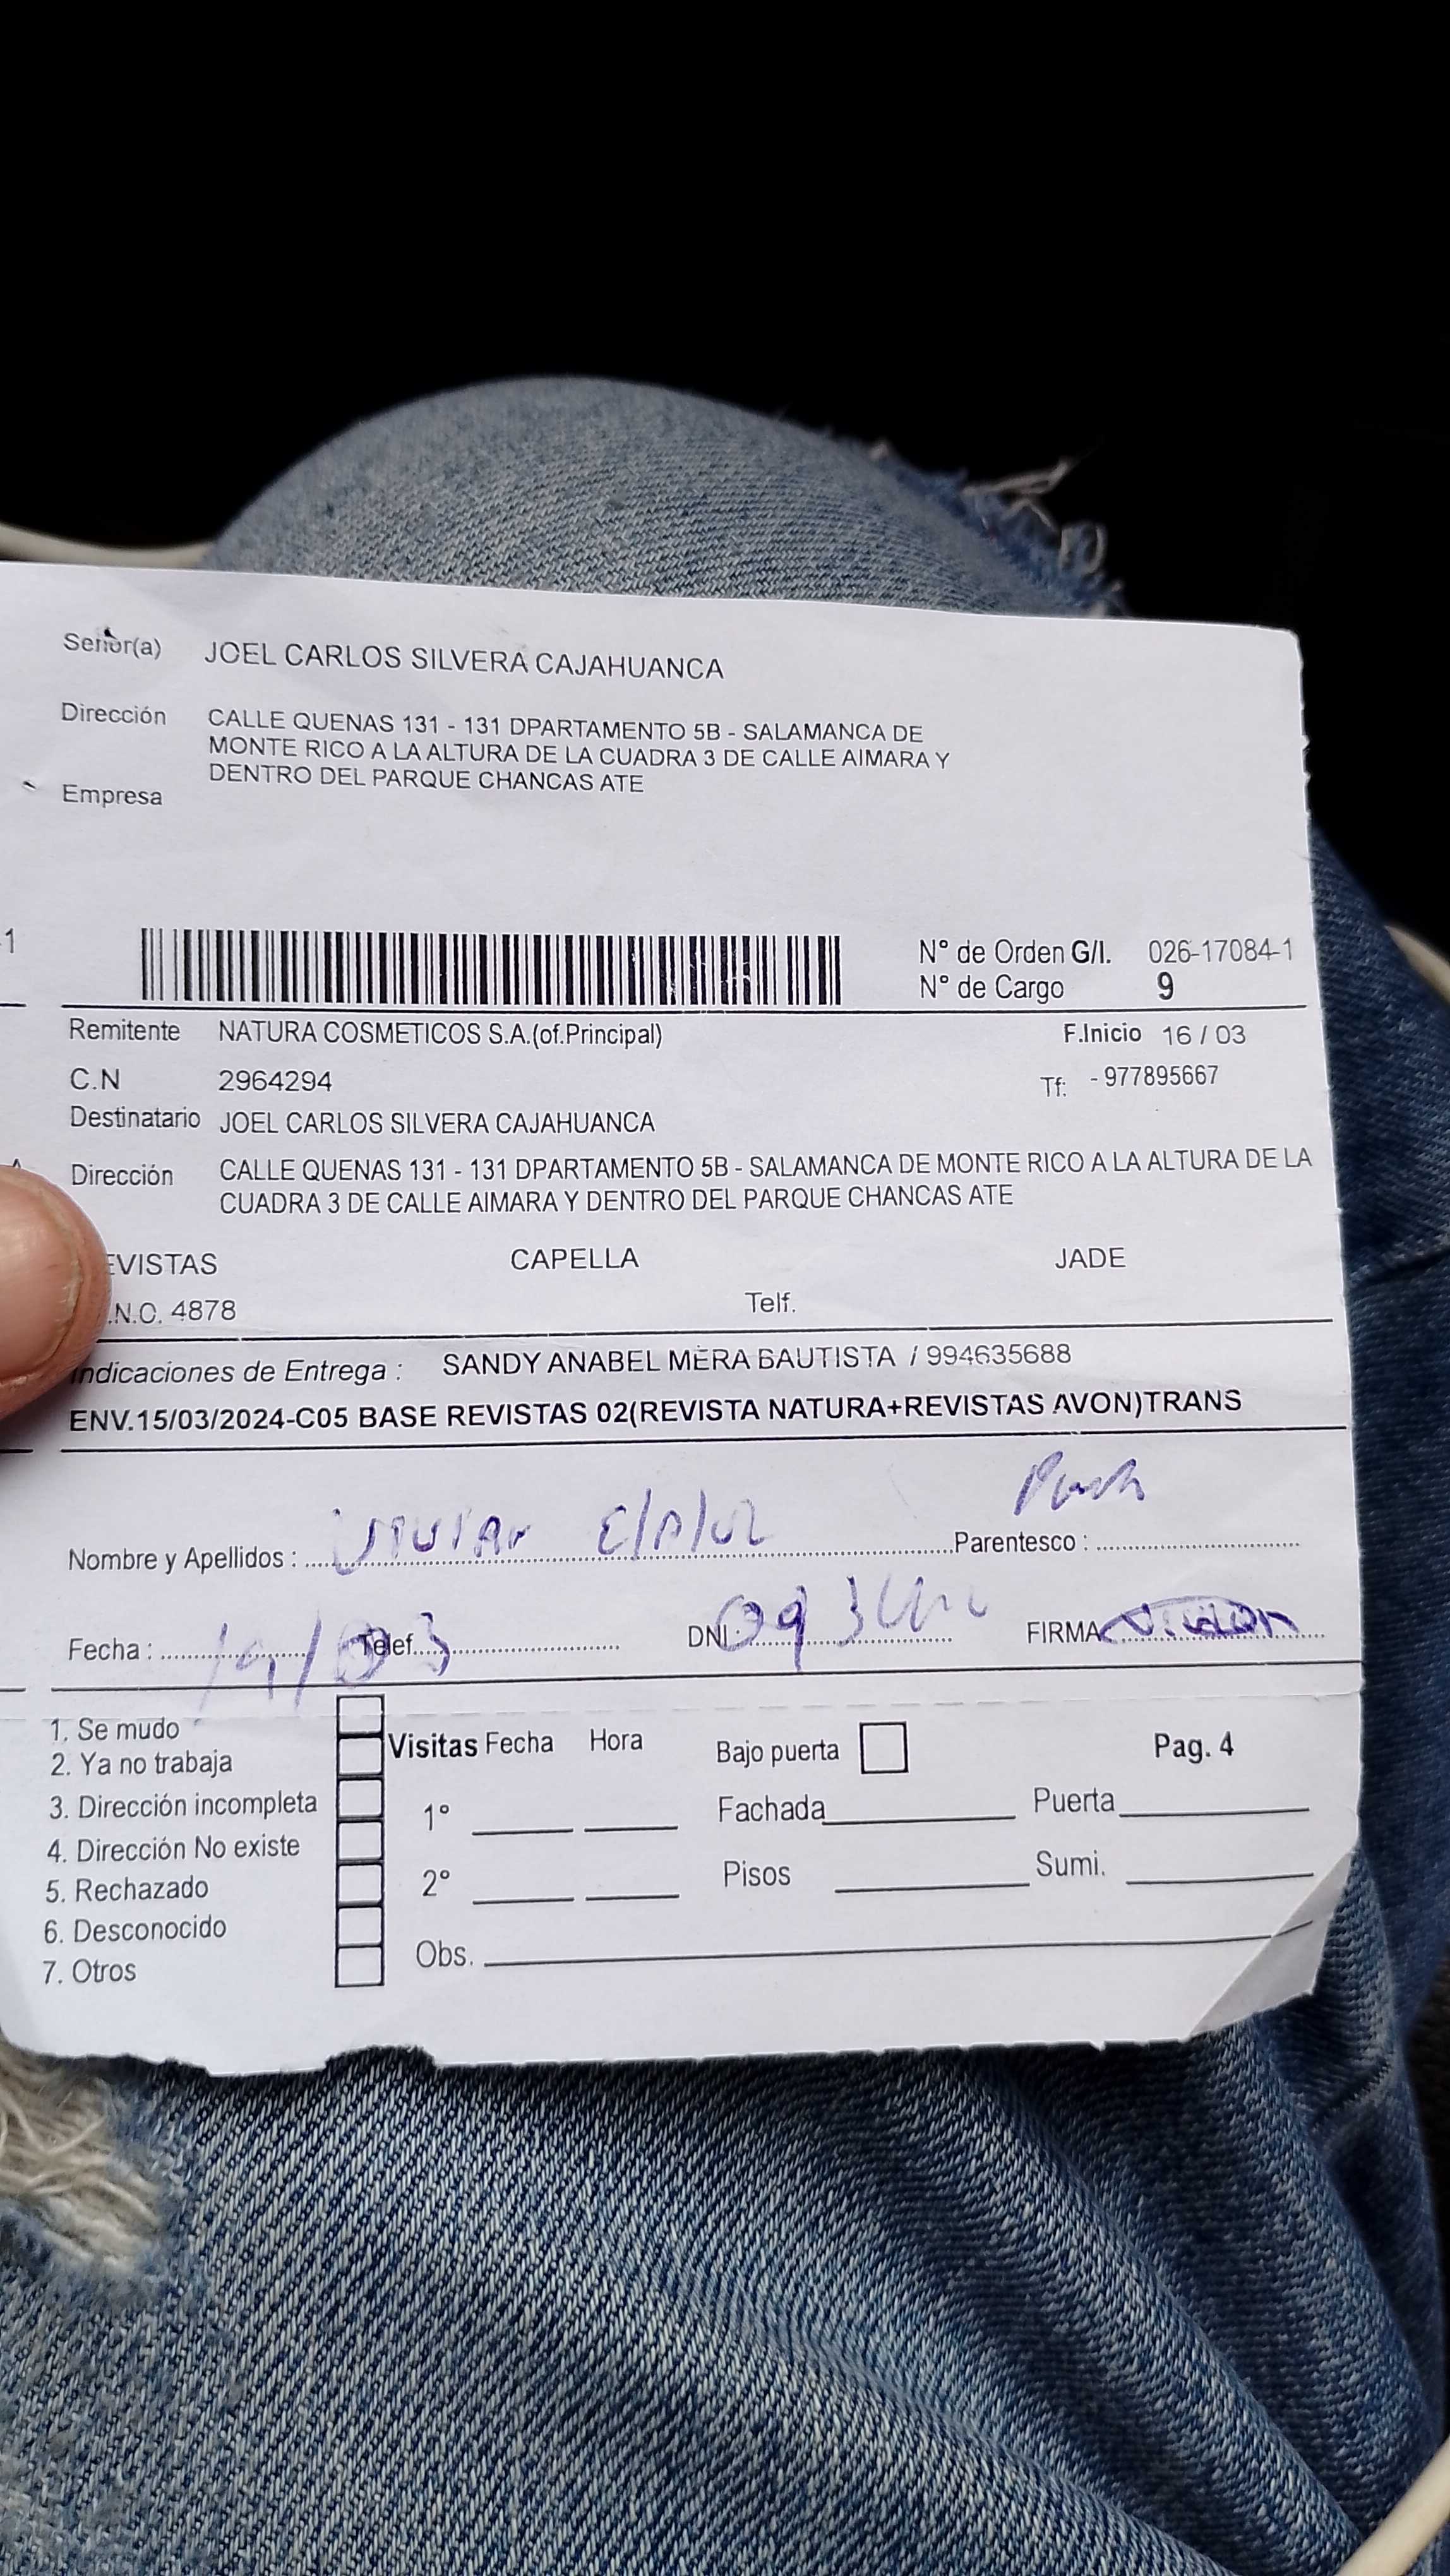 Señor(a) JOEL CARLOS SILVERA CAJAHUANCA
Dirección CALLE QUENAS 131 - 131 DPARTAMENTO 5B - SALAMANCA DE
MONTE RICO A LA ALTURA DE LA CUADRA 3 DE CALLE AIMARA Y
DENTRO DEL PARQUE CHANCAS ATE
Empresa
-1
N° de Orden G/I. 026-17084-1
N° de Cargo 9
Remitente NATURA COSMETICOS S.A.(of.Principal) F.Inicio 16 / 03
C.N 2964294 Tf: - 977895667
Destinatario JOEL CARLOS SILVERA CAJAHUANCA
Dirección CALLE QUENAS 131 - 131 DPARTAMENTO 5B - SALAMANCA DE MONTE RICO A LA ALTURA DE LA
CUADRA 3 DE CALLE AIMARA Y DENTRO DEL PARQUE CHANCAS ATE
EVISTAS CAPELLA JADE
.N.C. 4878 Telf.
Indicaciones de Entrega : SANDY ANABEL MERA BAUTISTA / 994635688
ENV.15/03/2024-C05 BASE REVISTAS 02(REVISTA NATURA+REVISTAS AVON)TRANS
Nombre y Apellidos : Parentesco :
Fecha : 19/03 Telef. DNI: FIRMA
1. Se mudo
2. Ya no trabaja Visitas Fecha Hora Bajo puerta Pag. 4
3. Dirección incompleta 1° Fachada Puerta
4. Dirección No existe
5. Rechazado 2° Pisos Sumi.
6. Desconocido
7. Otros Obs.